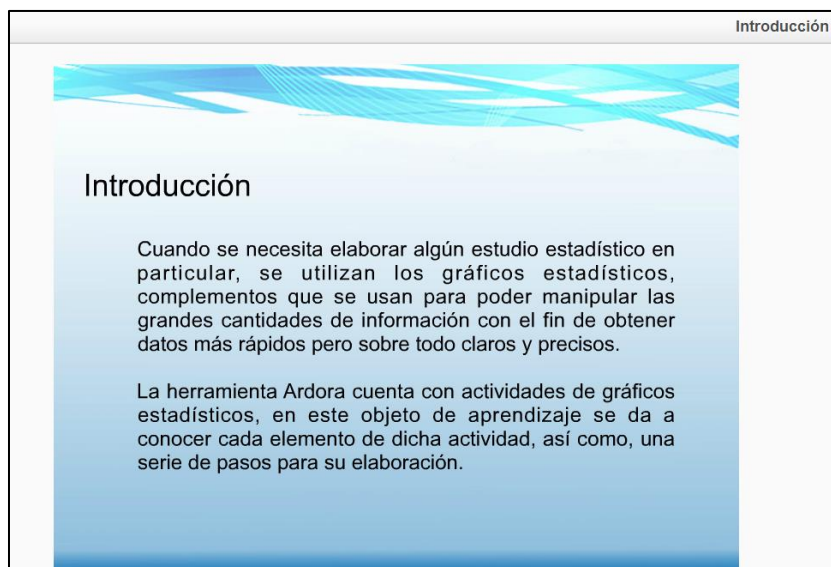 Introducción
Introducción
Cuando se necesita elaborar algún estudio estadístico en
particular, se utilizan los gráficos estadísticos,
complementos que se usan para poder manipular las
grandes cantidades de información con el fin de obtener
datos más rápidos pero sobre todo claros y precisos.
La herramienta Ardora cuenta con actividades de gráficos
estadísticos, en este objeto de aprendizaje se da a
conocer cada elemento de dicha actividad, así como, una
serie de pasos para su elaboración.